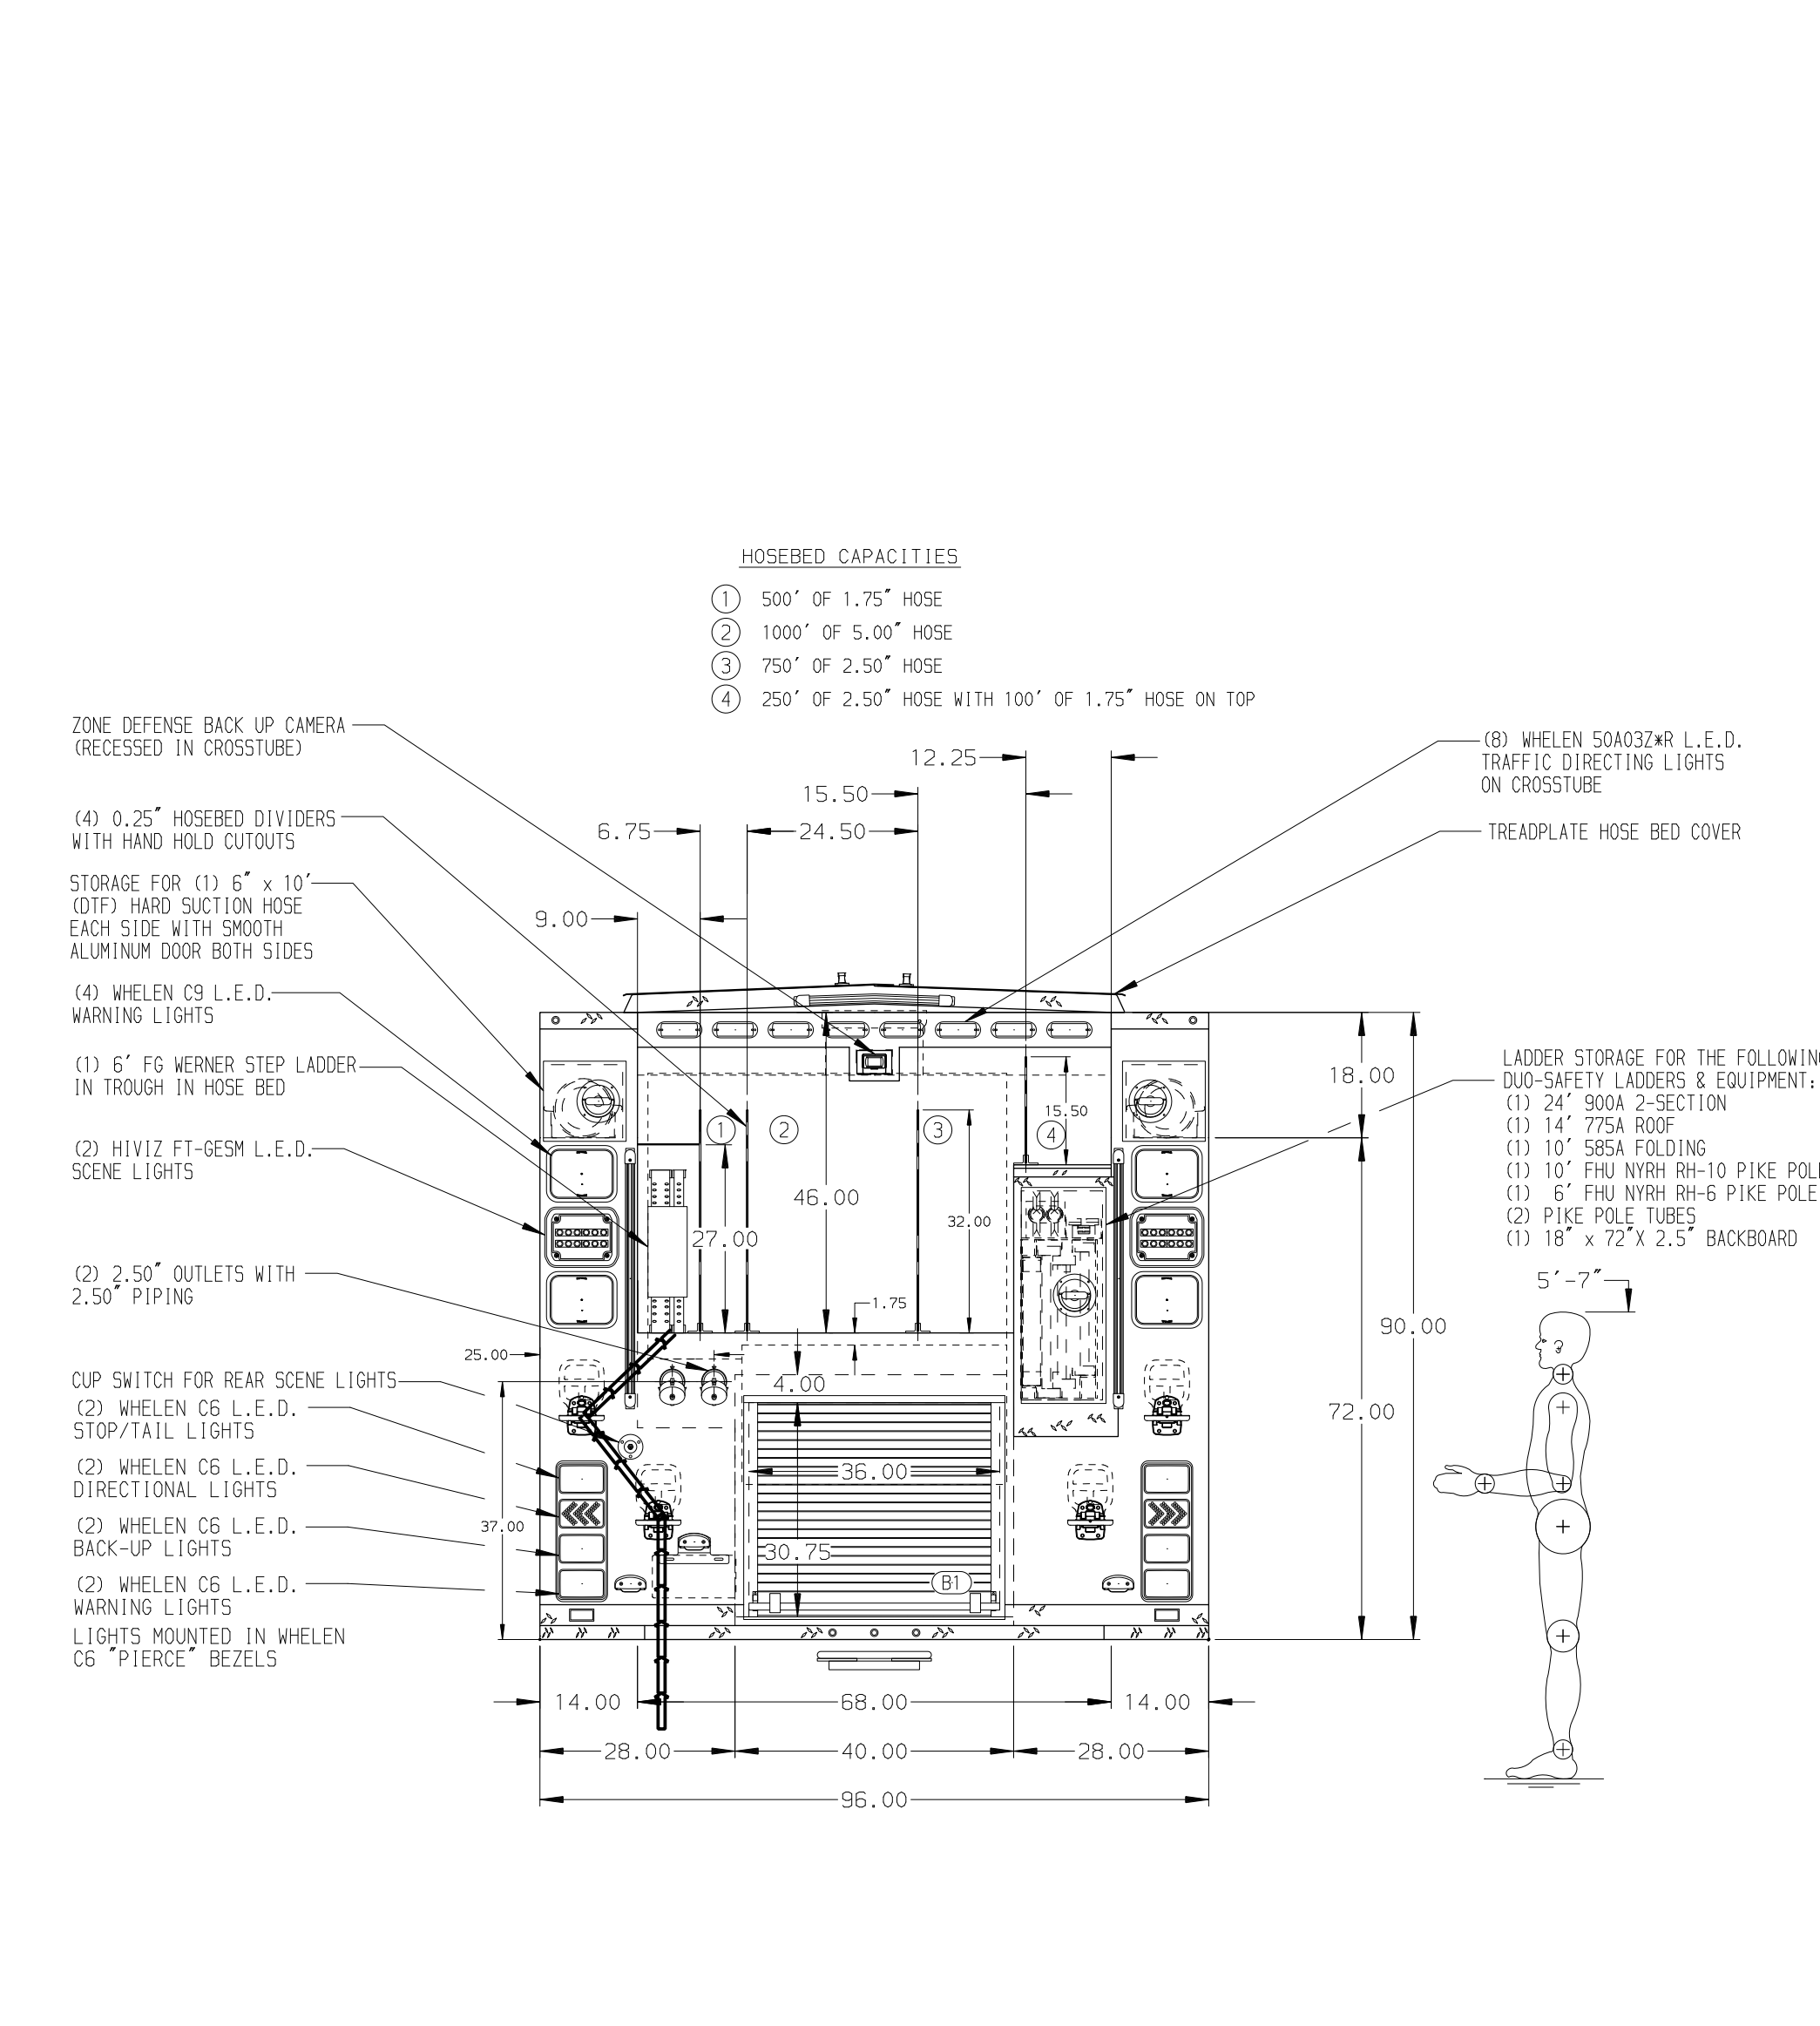 HOSEBED CAPACITIES
1 500' OF 1.75" HOSE
2 1000' OF 5.00" HOSE
3 750' OF 2.50" HOSE
4 250' OF 2.50" HOSE WITH 100' OF 1.75" HOSE ON TOP
ZONE DEFENSE BACK UP CAMERA
(RECESSED IN CROSSTUBE)
(4) 0.25" HOSEBED DIVIDERS
WITH HAND HOLD CUTOUTS
STORAGE FOR (1) 6" x 10'
(DTF) HARD SUCTION HOSE
EACH SIDE WITH SMOOTH
ALUMINUM DOOR BOTH SIDES
(4) WHELEN C9 L.E.D.
WARNING LIGHTS
(1) 6' FG WERNER STEP LADDER
IN TROUGH IN HOSE BED
(2) HIVIZ FT-GESM L.E.D.
SCENE LIGHTS
(2) 2.50" OUTLETS WITH
2.50" PIPING
CUP SWITCH FOR REAR SCENE LIGHTS
(2) WHELEN C6 L.E.D.
STOP/TAIL LIGHTS
(2) WHELEN C6 L.E.D.
DIRECTIONAL LIGHTS
(2) WHELEN C6 L.E.D.
BACK-UP LIGHTS
(2) WHELEN C6 L.E.D.
WARNING LIGHTS
LIGHTS MOUNTED IN WHELEN
C6 "PIERCE" BEZELS
12.25
15.50
6.75
24.50
9.00
1
2
3
4
15.50
46.00
32.00
27.00
1.75
25.00
4.00
36.00
37.00
30.75
B1
18.00
90.00
72.00
14.00
68.00
14.00
28.00
40.00
28.00
96.00
(8) WHELEN 50A03Z*R L.E.D.
TRAFFIC DIRECTING LIGHTS
ON CROSSTUBE
TREADPLATE HOSE BED COVER
LADDER STORAGE FOR THE FOLLOWING
DUO-SAFETY LADDERS & EQUIPMENT:
(1) 24' 900A 2-SECTION
(1) 14' 775A ROOF
(1) 10' 585A FOLDING
(1) 10' FHU NYRH RH-10 PIKE POLE
(1) 6' FHU NYRH RH-6 PIKE POLE
(2) PIKE POLE TUBES
(1) 18" x 72"X 2.5" BACKBOARD
5'-7"